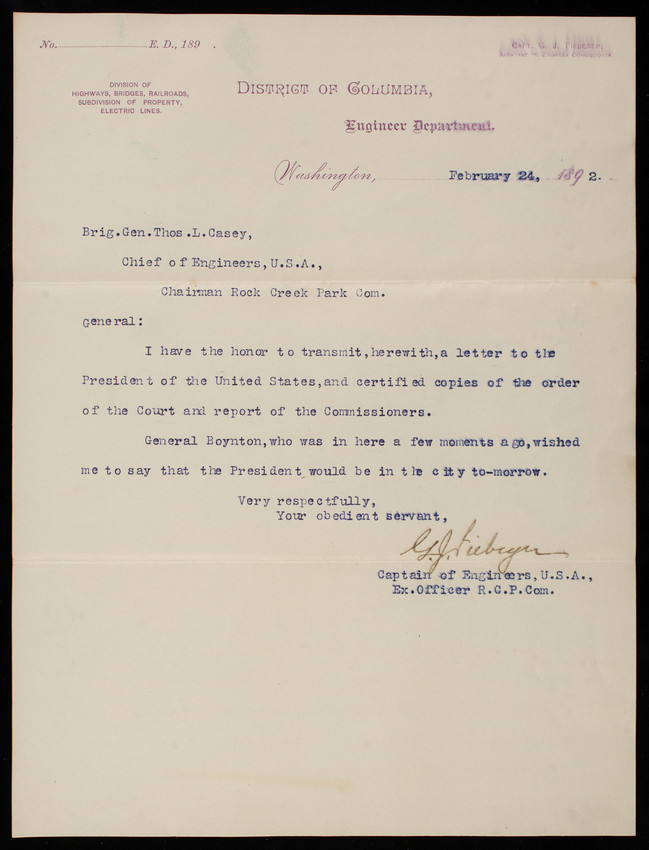 No. E. D., 189 .
CAPT. G. J. FIEBEGER,
DIVISION OF
HIGHWAYS, BRIDGES, RAILROADS,
SUBDIVISION OF PROPERTY,
ELECTRIC LINES.
DISTRICT OF COLUMBIA,
Engineer Department.
Washington, February 24, 1892.
Brig.Gen.Thos.L.Casey,
Chief of Engineers,U.S.A.,
Chairman Rock Creek Park Com.
General:
I have the honor to transmit,herewith,a letter to the
President of the United States,and certified copies of the order
of the Court and report of the Commissioners.
General Boynton,who was in here a few moments ago,wished
me to say that the President would be in the city to-morrow.
Very respectfully,
Your obedient servant,
G.J. Fiebeger
Captain of Engineers,U.S.A.,
Ex.Officer R.C.P.Com.